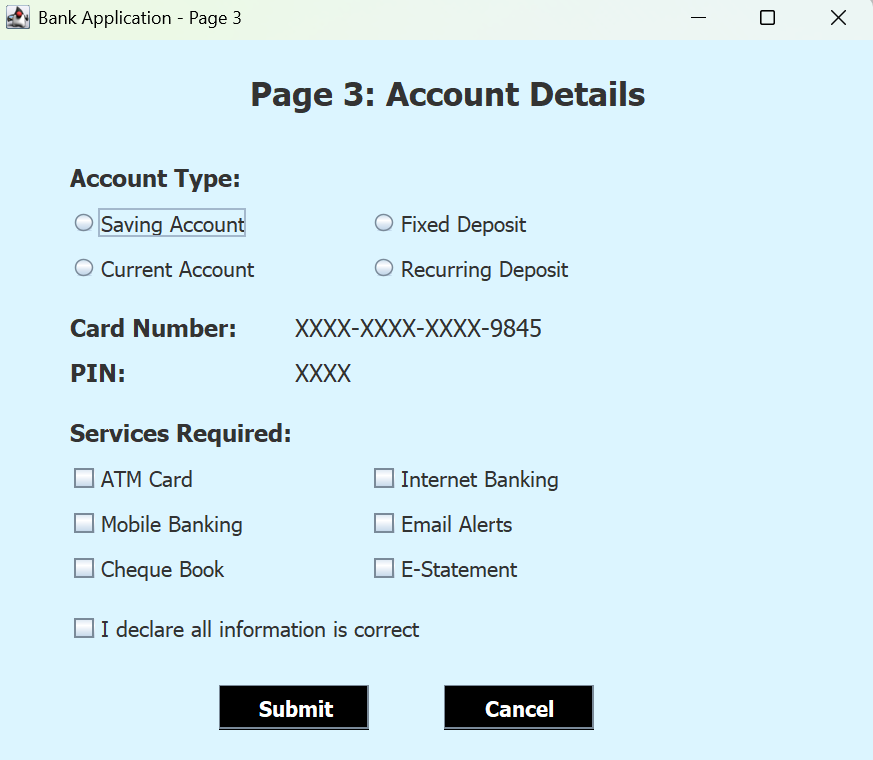 Bank Application - Page 3
Page 3: Account Details
Account Type:
Saving Account Fixed Deposit
Current Account Recurring Deposit
Card Number: XXXX-XXXX-XXXX-9845
PIN: XXXX
Services Required:
ATM Card Internet Banking
Mobile Banking Email Alerts
Cheque Book E-Statement
I declare all information is correct
Submit Cancel